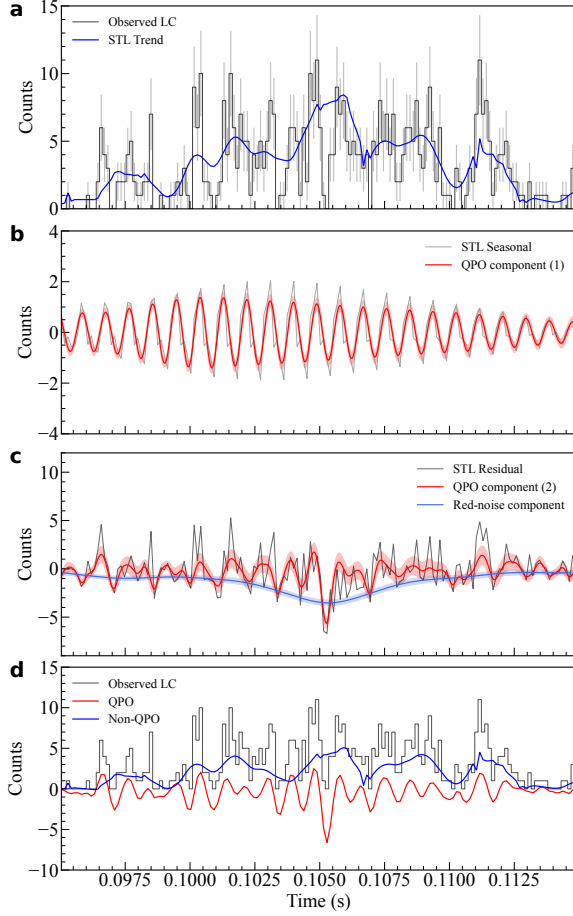 a
15
10
5
0
Counts
Observed LC
STL Trend
b
4
2
0
−2
−4
Counts
STL Seasonal
QPO component (1)
c
10
5
0
−5
Counts
STL Residual
QPO component (2)
Red-noise component
d
15
10
5
0
−5
−10
Counts
Observed LC
QPO
Non-QPO
0.0975 0.1000 0.1025 0.1050 0.1075 0.1100 0.1125
Time (s)